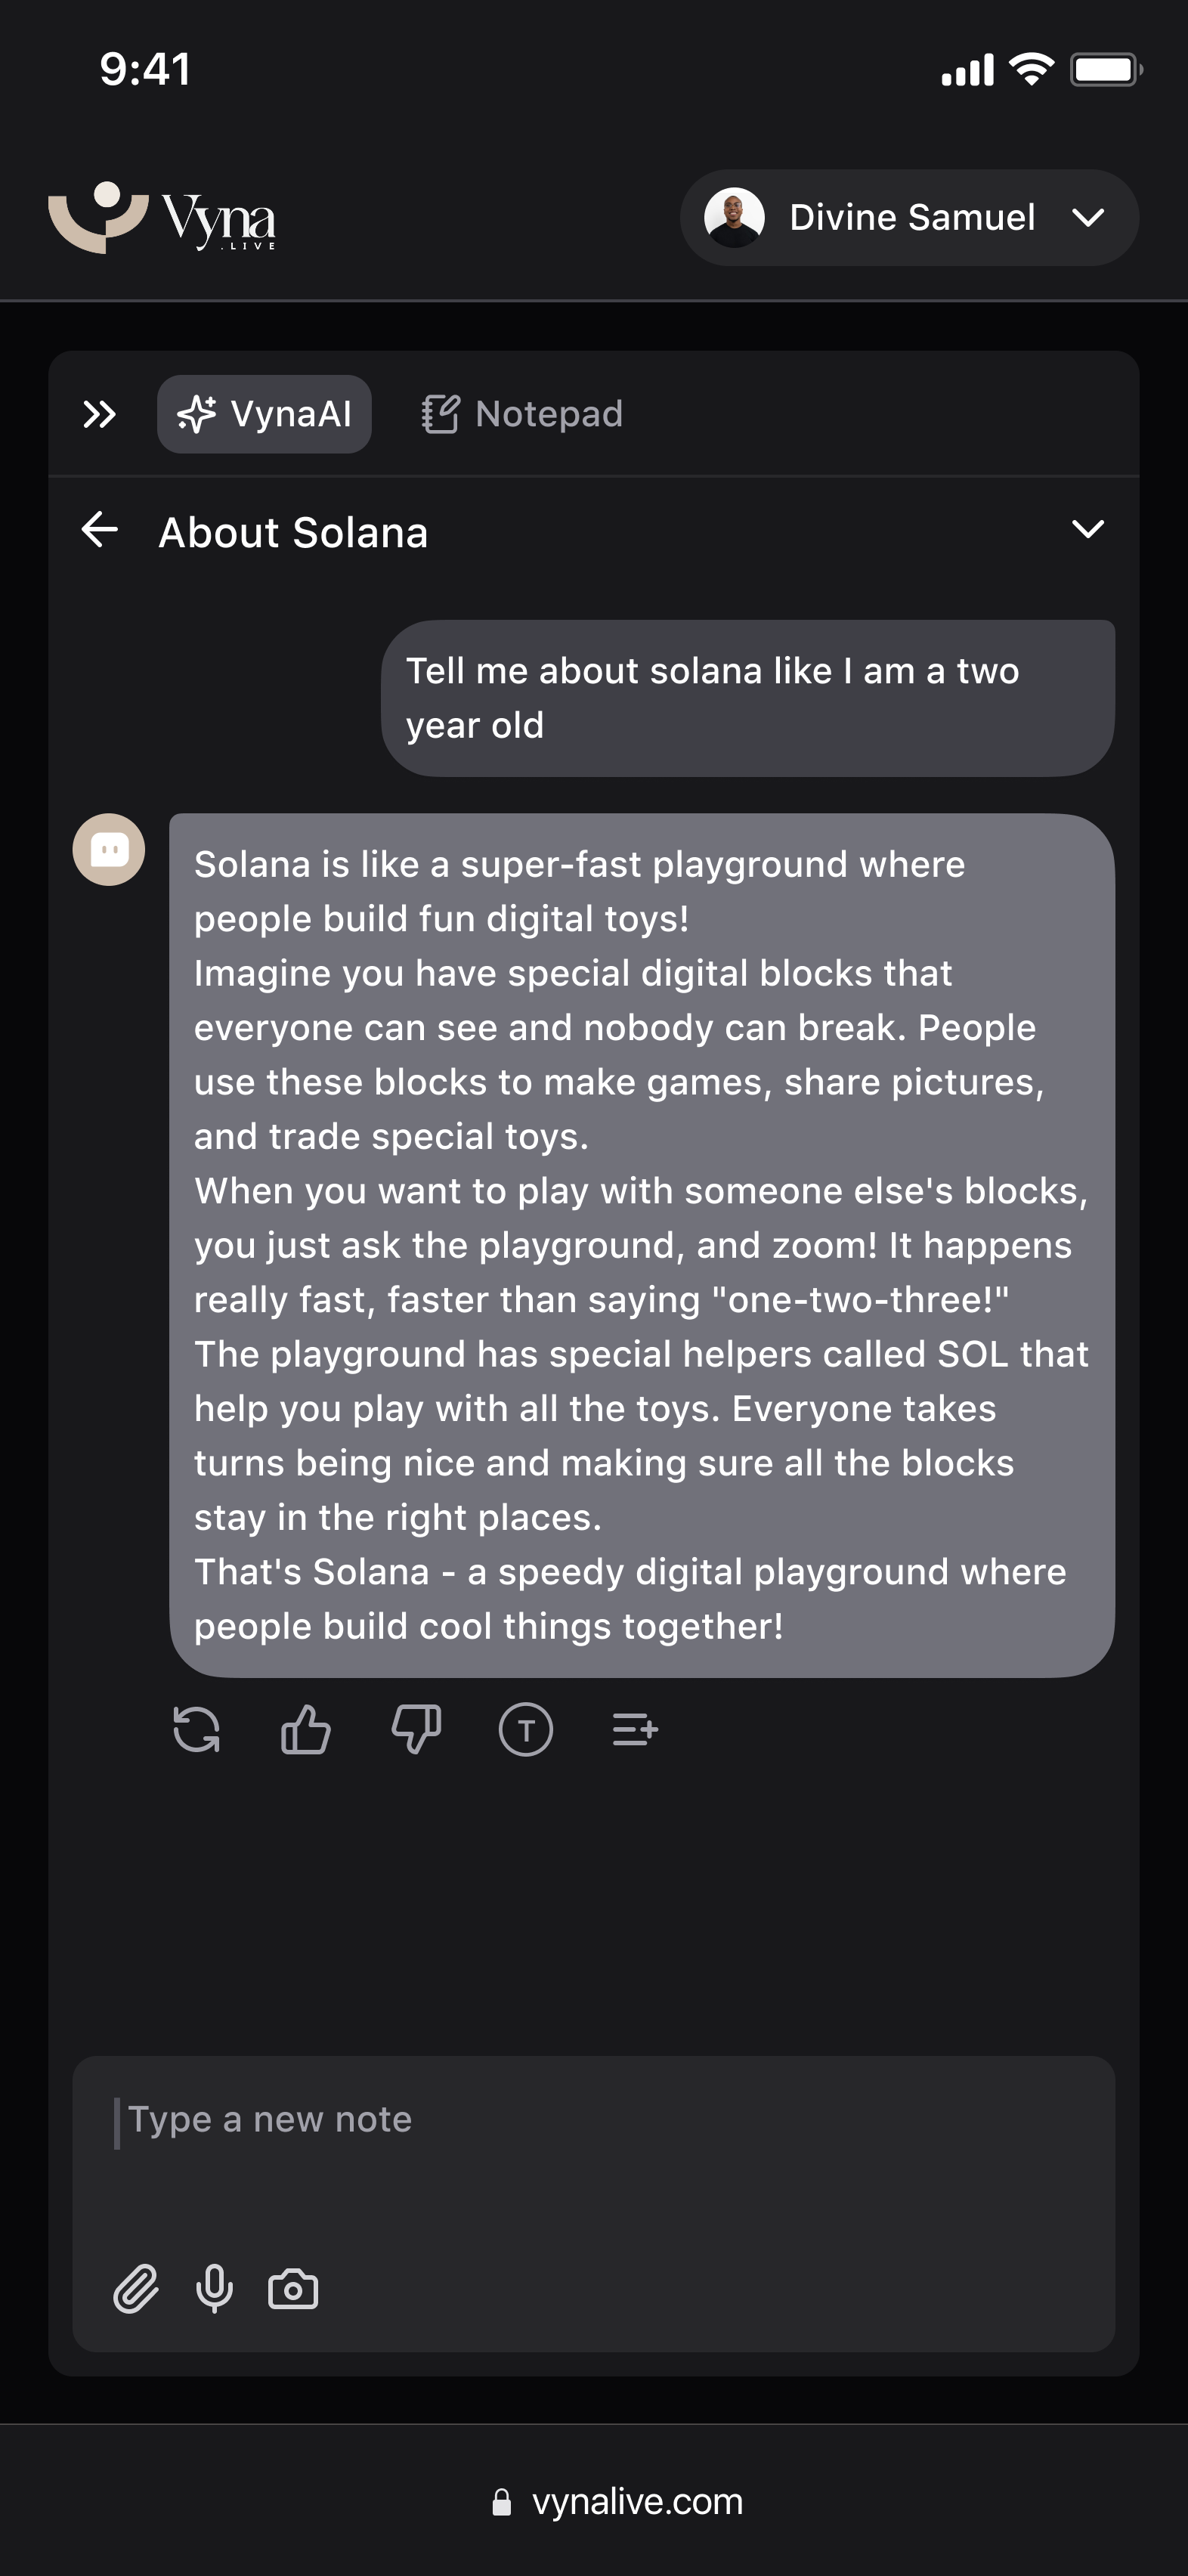 9:41
Vyna
.LIVE
Divine Samuel
VynaAI
Notepad
About Solana
Tell me about solana like I am a two
year old
Solana is like a super-fast playground where
people build fun digital toys!
Imagine you have special digital blocks that
everyone can see and nobody can break. People
use these blocks to make games, share pictures,
and trade special toys.
When you want to play with someone else's blocks,
you just ask the playground, and zoom! It happens
really fast, faster than saying "one-two-three!"
The playground has special helpers called SOL that
help you play with all the toys. Everyone takes
turns being nice and making sure all the blocks
stay in the right places.
That's Solana - a speedy digital playground where
people build cool things together!
T
Type a new note
vynalive.com